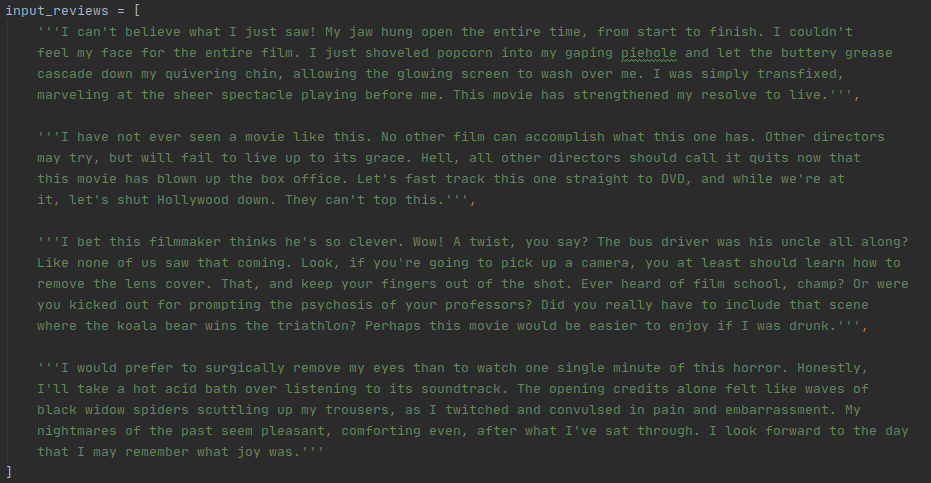 input_reviews = [
'''I can't believe what I just saw! My jaw hung open the entire time, from start to finish. I couldn't
feel my face for the entire film. I just shoveled popcorn into my gaping piehole and let the buttery grease
cascade down my quivering chin, allowing the glowing screen to wash over me. I was simply transfixed,
marveling at the sheer spectacle playing before me. This movie has strengthened my resolve to live.''',
'''I have not ever seen a movie like this. No other film can accomplish what this one has. Other directors
may try, but will fail to live up to its grace. Hell, all other directors should call it quits now that
this movie has blown up the box office. Let's fast track this one straight to DVD, and while we're at
it, let's shut Hollywood down. They can't top this.''',
'''I bet this filmmaker thinks he's so clever. Wow! A twist, you say? The bus driver was his uncle all along?
Like none of us saw that coming. Look, if you're going to pick up a camera, you at least should learn how to
remove the lens cover. That, and keep your fingers out of the shot. Ever heard of film school, champ? Or were
you kicked out for prompting the psychosis of your professors? Did you really have to include that scene
where the koala bear wins the triathlon? Perhaps this movie would be easier to enjoy if I was drunk.''',
'''I would prefer to surgically remove my eyes than to watch one single minute of this horror. Honestly,
I'll take a hot acid bath over listening to its soundtrack. The opening credits alone felt like waves of
black widow spiders scuttling up my trousers, as I twitched and convulsed in pain and embarrassment. My
nightmares of the past seem pleasant, comforting even, after what I've sat through. I look forward to the day
that I may remember what joy was.'''
]